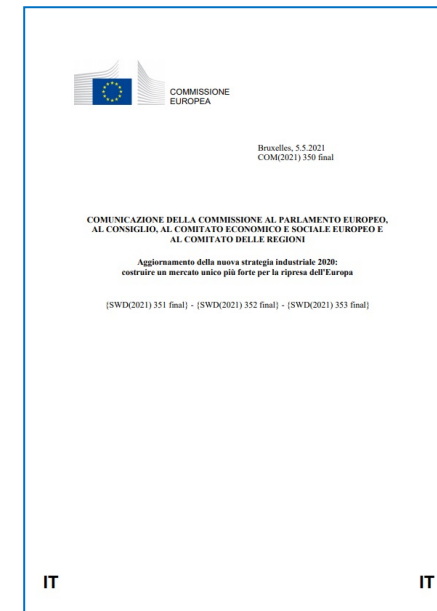 COMMISSIONE
EUROPEA
Bruxelles, 5.5.2021
COM(2021) 350 final
COMUNICAZIONE DELLA COMMISSIONE AL PARLAMENTO EUROPEO,
AL CONSIGLIO, AL COMITATO ECONOMICO E SOCIALE EUROPEO E
AL COMITATO DELLE REGIONI
Aggiornamento della nuova strategia industriale 2020:
costruire un mercato unico più forte per la ripresa dell'Europa
{SWD(2021) 351 final} - {SWD(2021) 352 final} - {SWD(2021) 353 final}
IT IT